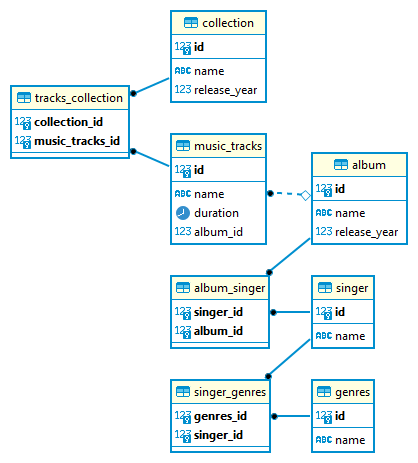 collection
123 id
ABC name
123 release_year
tracks_collection
123 collection_id
123 music_tracks_id
music_tracks
123 id
ABC name
duration
123 album_id
album
123 id
ABC name
123 release_year
album_singer
123 singer_id
123 album_id
singer
123 id
ABC name
singer_genres
123 genres_id
123 singer_id
genres
123 id
ABC name